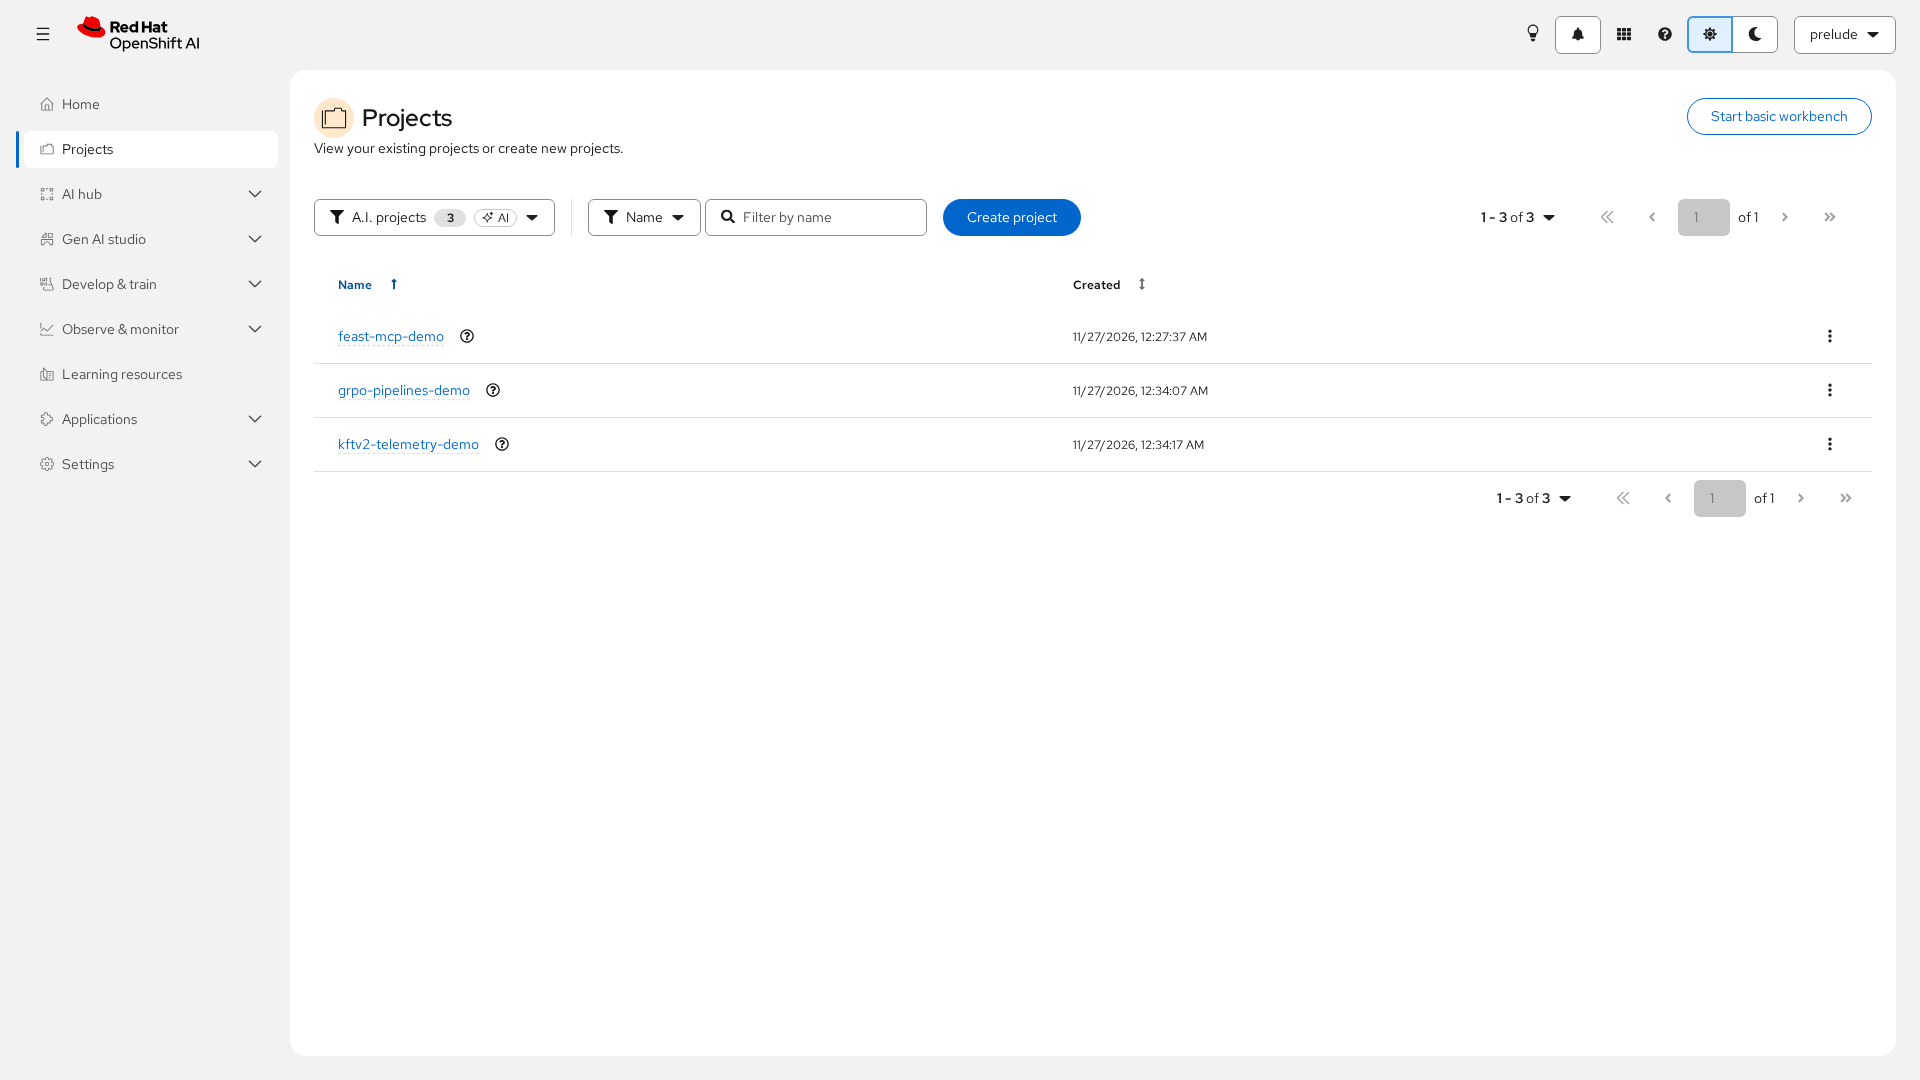 Red Hat
OpenShift AI
prelude
Home
Projects
AI hub
Gen AI studio
Develop & train
Observe & monitor
Learning resources
Applications
Settings
Projects
View your existing projects or create new projects.
Start basic workbench
A.I. projects 3 AI
Name
Filter by name
Create project
1 - 3 of 3
1 of 1
Name Created
feast-mcp-demo 11/27/2026, 12:27:37 AM
grpo-pipelines-demo 11/27/2026, 12:34:07 AM
kftv2-telemetry-demo 11/27/2026, 12:34:17 AM
1 - 3 of 3
1 of 1